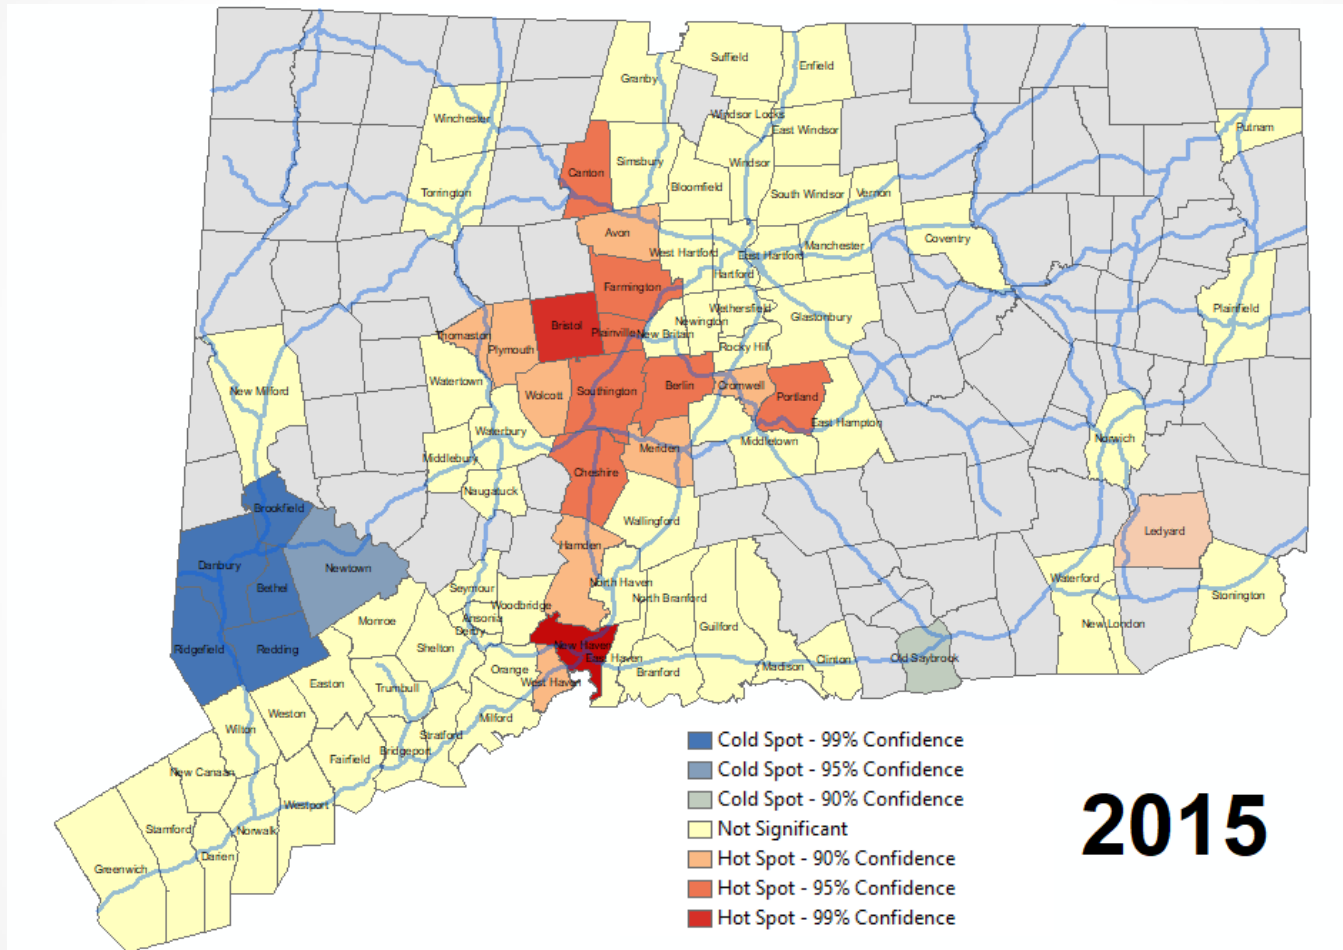 Suffield
Granby
Enfield
Winchester
Windsor Locks
East Windsor
Putnam
Simsbury
Windsor
Canton
Bloomfield
Torrington
South Windsor
Vernon
Avon
Coventry
West Hartford
Manchester
East Hartford
Hartford
Farmington
Wethersfield
Plainfield
Glastonbury
Newington
Bristol
Plainville
New Britain
Thomaston
Plymouth
Rocky Hill
Watertown
Berlin
Cromwell
New Milford
Southington
Wolcott
Portland
East Hampton
Waterbury
Middletown
Norwich
Meriden
Middlebury
Cheshire
Naugatuck
Brookfield
Wallingford
Ledyard
Hamden
Danbury
Newtown
North Haven
Waterford
Bethel
Seymour
Stonington
North Branford
Woodbridge
Ansonia
Monroe
New London
Guilford
Derby
Ridgefield
Redding
Shelton
New Haven
East Haven
Clinton
Old Saybrook
Madison
Orange
Branford
West Haven
Easton
Trumbull
Weston
Milford
Wilton
Stratford
Bridgeport
Fairfield
New Canaan
Westport
Stamford
Norwalk
Darien
Greenwich
Cold Spot - 99% Confidence
Cold Spot - 95% Confidence
Cold Spot - 90% Confidence
Not Significant
Hot Spot - 90% Confidence
Hot Spot - 95% Confidence
Hot Spot - 99% Confidence
2015